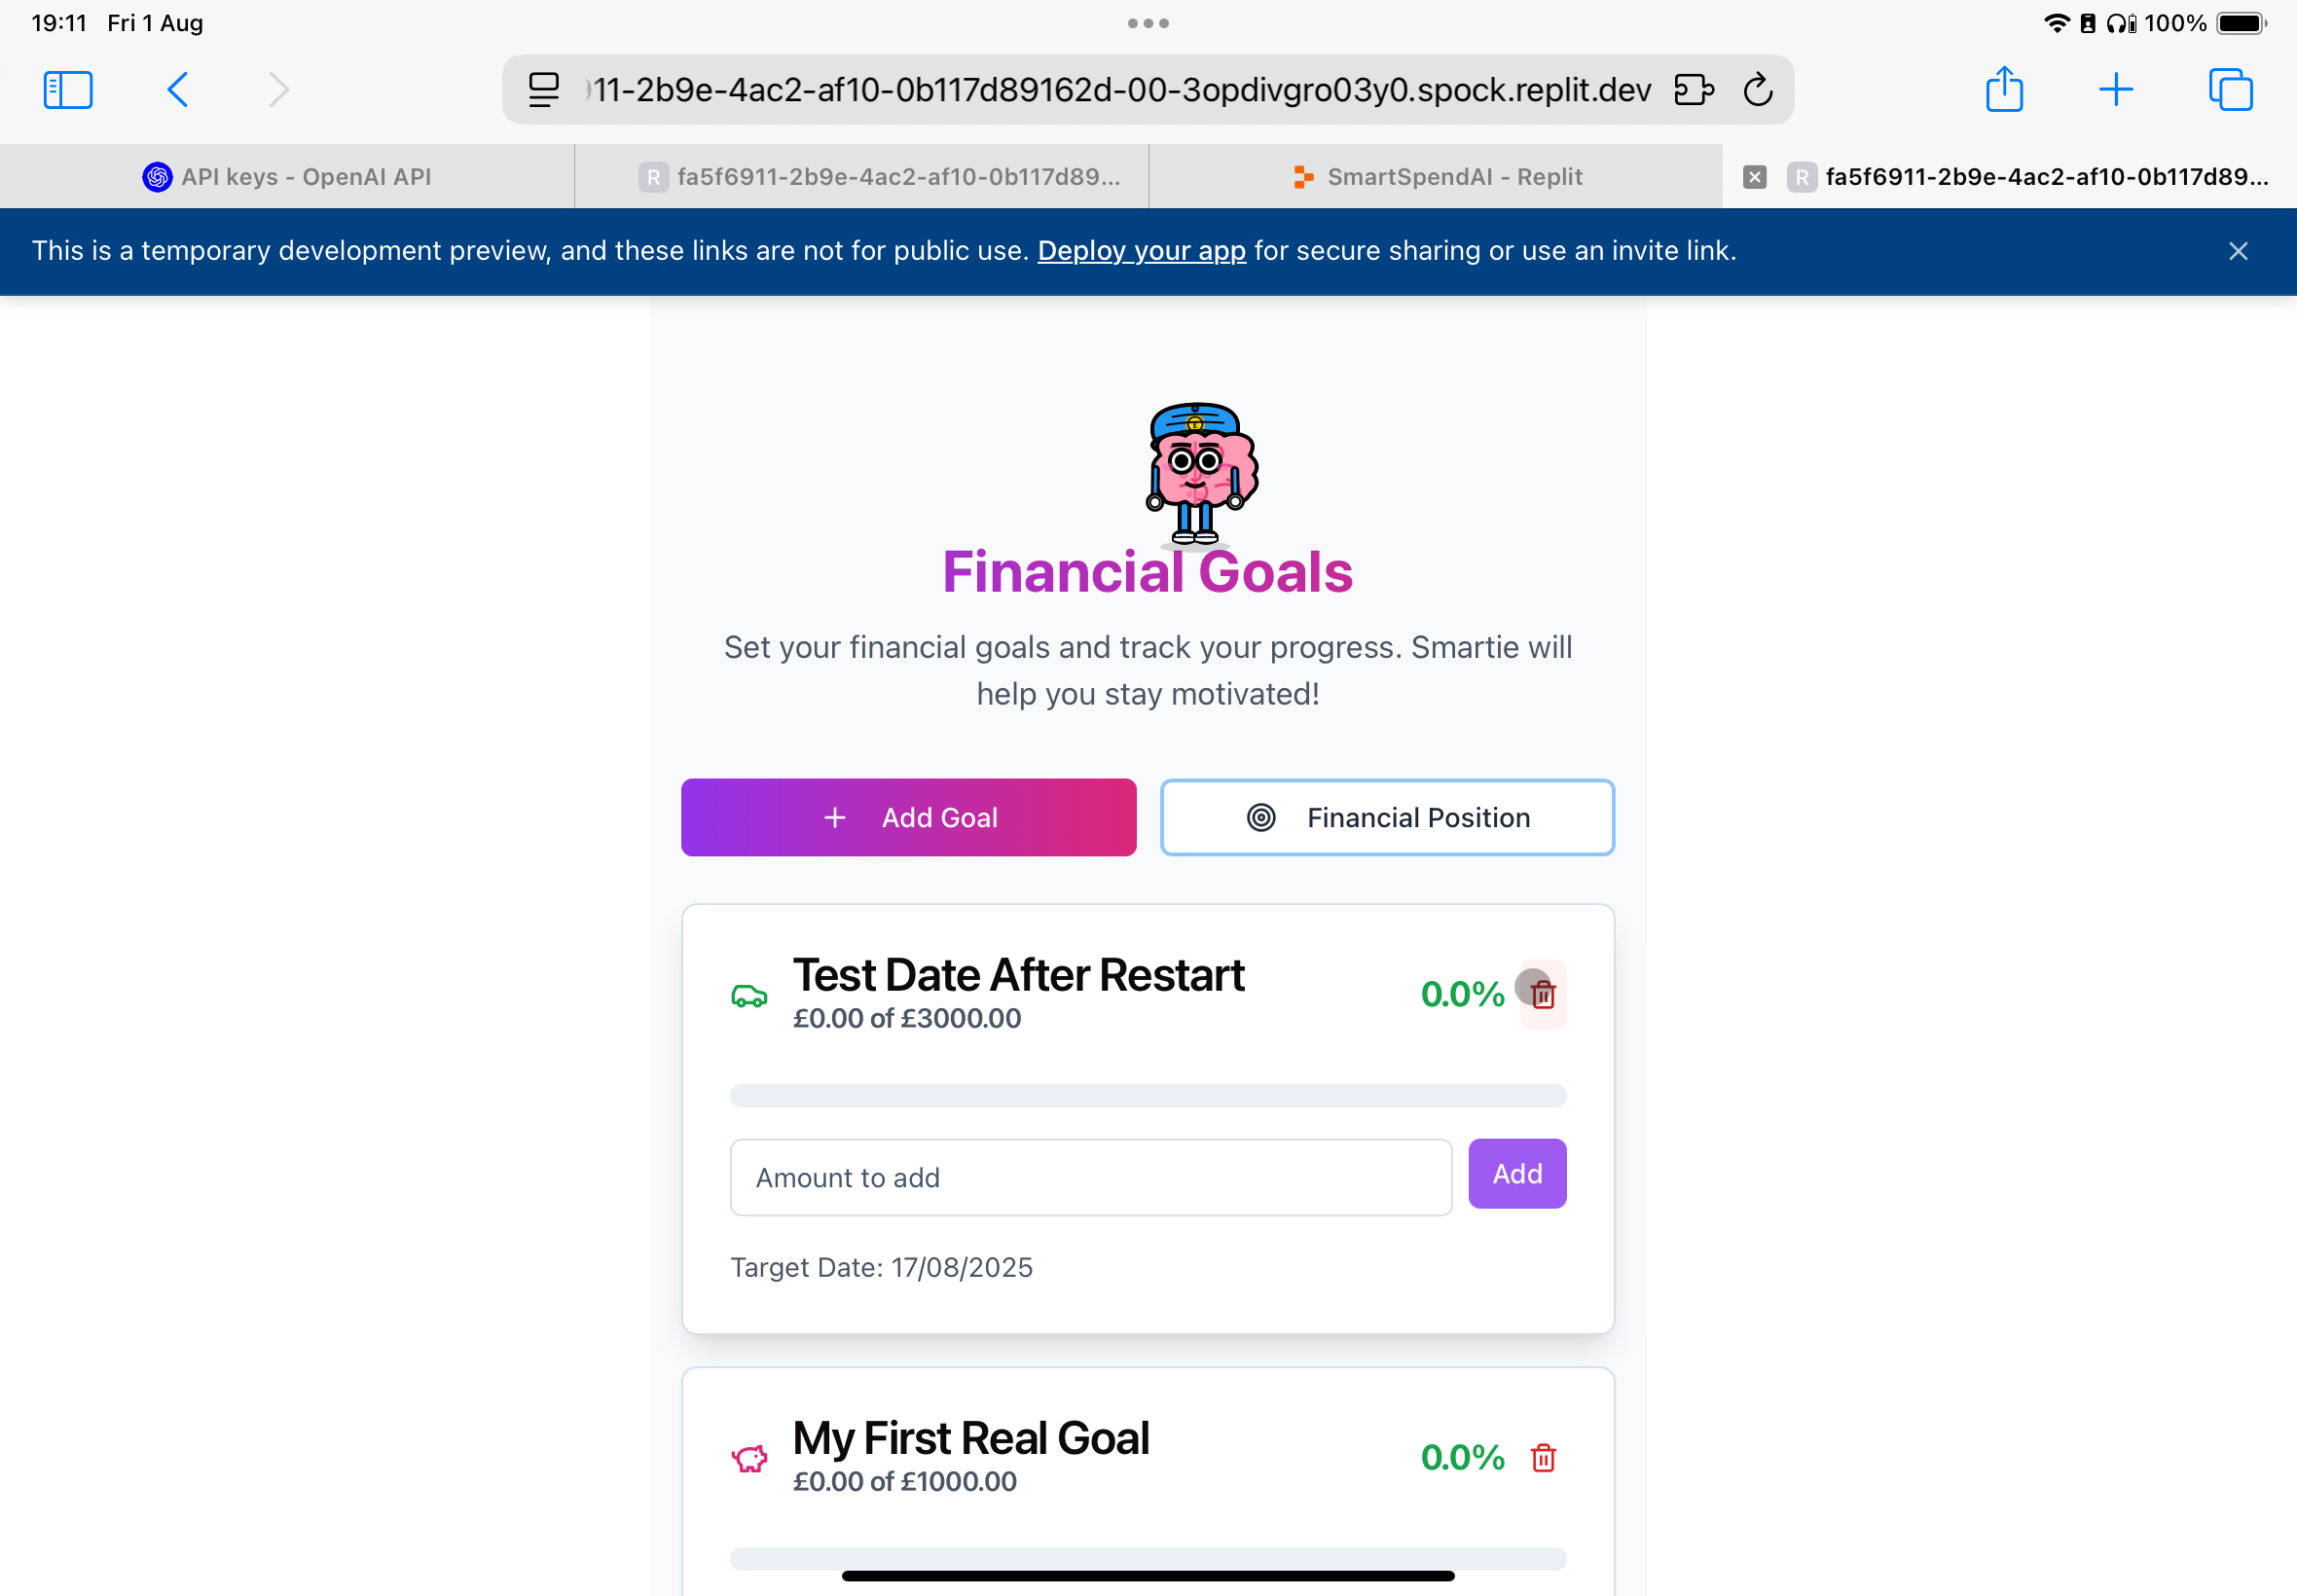 19:11 Fri 1 Aug
100%
11-2b9e-4ac2-af10-0b117d89162d-00-3opdivgro03y0.spock.replit.dev
API keys - OpenAI API
R fa5f6911-2b9e-4ac2-af10-0b117d89...
SmartSpendAI - Replit
R fa5f6911-2b9e-4ac2-af10-0b117d89...
This is a temporary development preview, and these links are not for public use. Deploy your app for secure sharing or use an invite link.
Financial Goals
Set your financial goals and track your progress. Smartie will
help you stay motivated!
+ Add Goal
Financial Position
Test Date After Restart
£0.00 of £3000.00
0.0%
Amount to add
Add
Target Date: 17/08/2025
My First Real Goal
£0.00 of £1000.00
0.0%